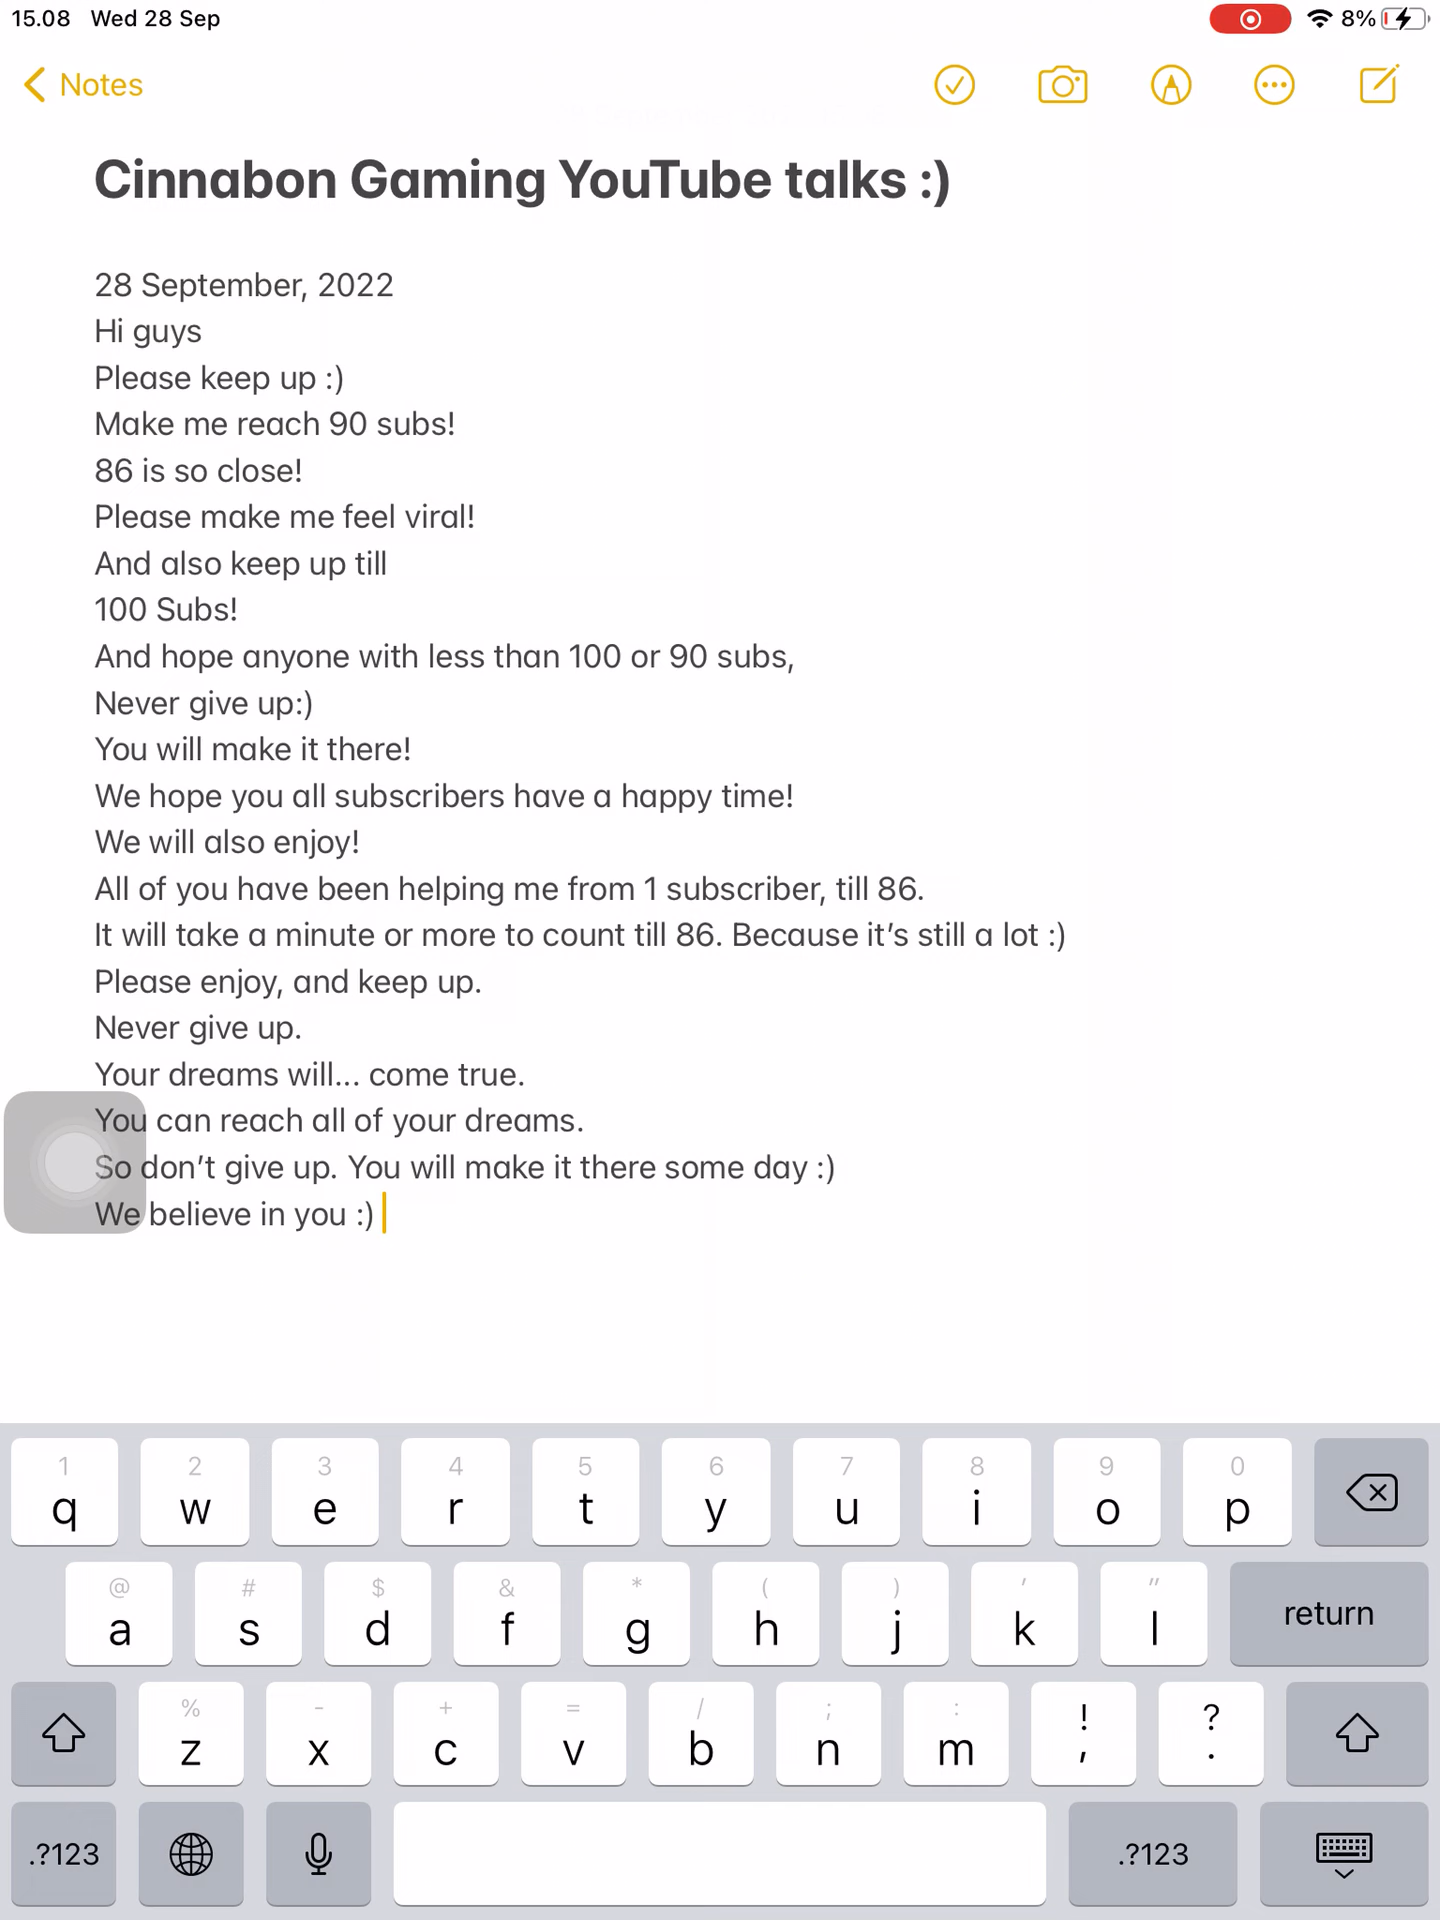 15.08 Wed 28 Sep 8%
Notes
Cinnabon Gaming YouTube talks :)
28 September, 2022
Hi guys
Please keep up :)
Make me reach 90 subs!
86 is so close!
Please make me feel viral!
And also keep up till
100 Subs!
And hope anyone with less than 100 or 90 subs,
Never give up:)
You will make it there!
We hope you all subscribers have a happy time!
We will also enjoy!
All of you have been helping me from 1 subscriber, till 86.
It will take a minute or more to count till 86. Because it’s still a lot :)
Please enjoy, and keep up.
Never give up.
Your dreams will... come true.
You can reach all of your dreams.
So don’t give up. You will make it there some day :)
We believe in you :)
1 2 3 4 5 6 7 8 9 0
q w e r t y u i o p
@ # $ & * ( ) ' "
a s d f g h j k l return
% - + = / ; : ! ?
z x c v b n m , .
.?123 .?123